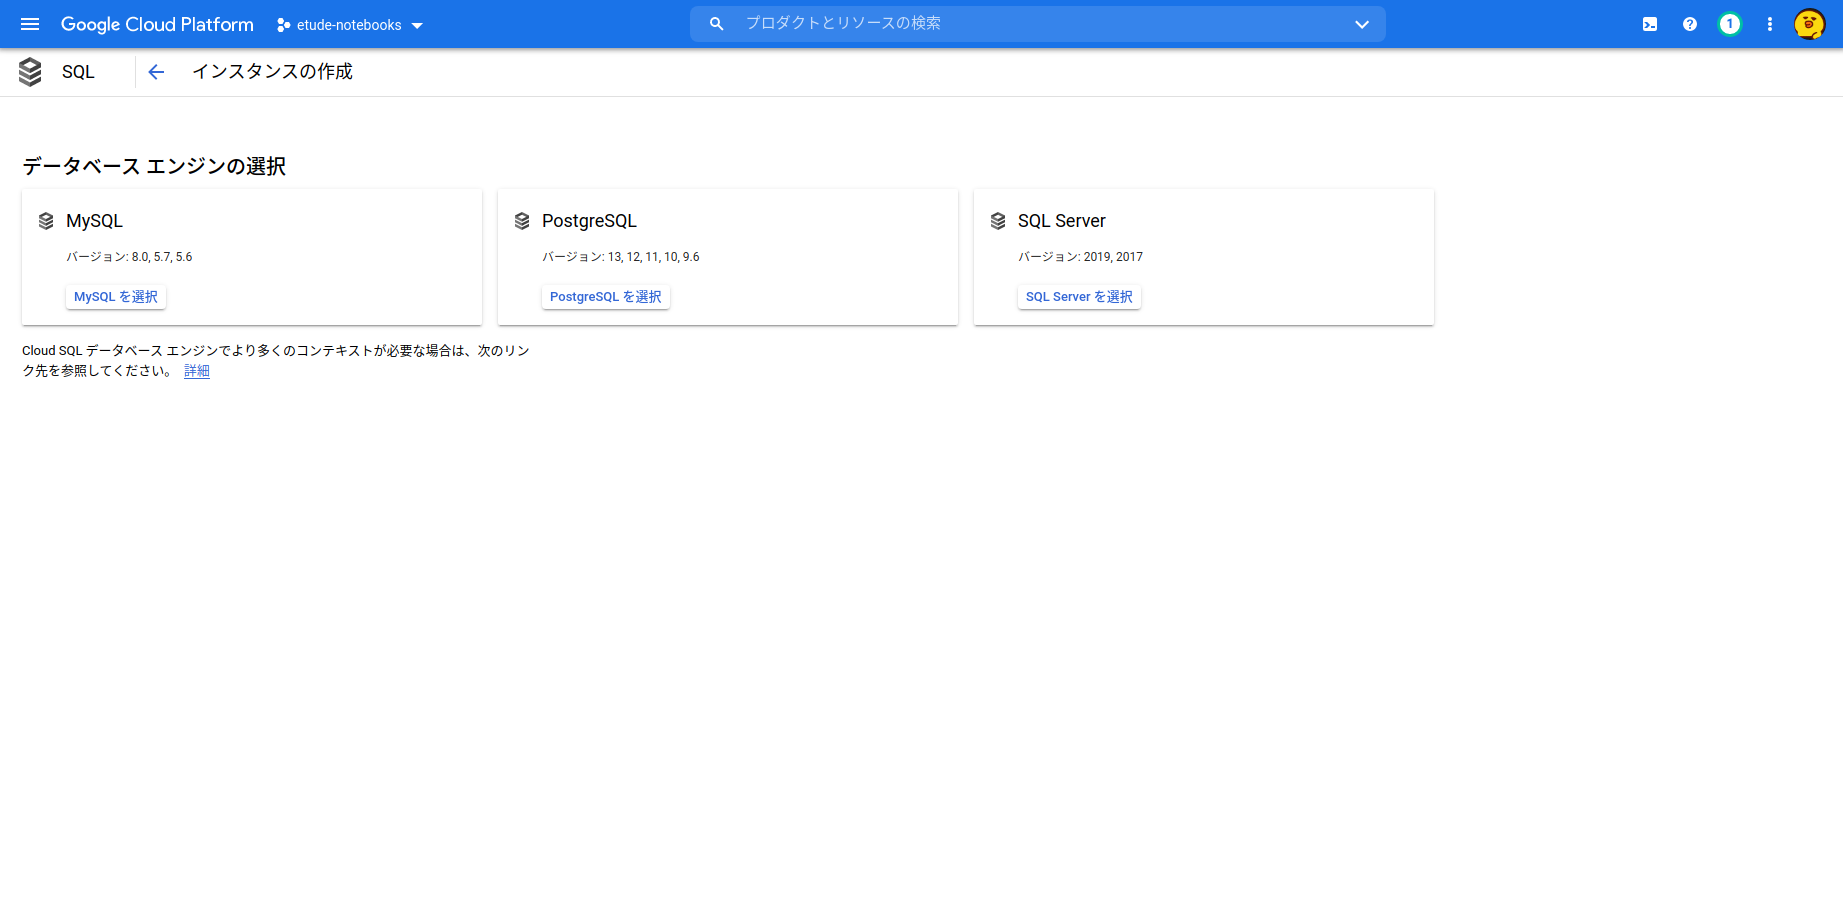 Google Cloud Platform
etude-notebooks
プロダクトとリソースの検索
1
SQL
インスタンスの作成
データベース エンジンの選択
MySQL
バージョン: 8.0, 5.7, 5.6
MySQL を選択
PostgreSQL
バージョン: 13, 12, 11, 10, 9.6
PostgreSQL を選択
SQL Server
バージョン: 2019, 2017
SQL Server を選択
Cloud SQL データベース エンジンでより多くのコンテキストが必要な場合は、次のリン
ク先を参照してください。 詳細